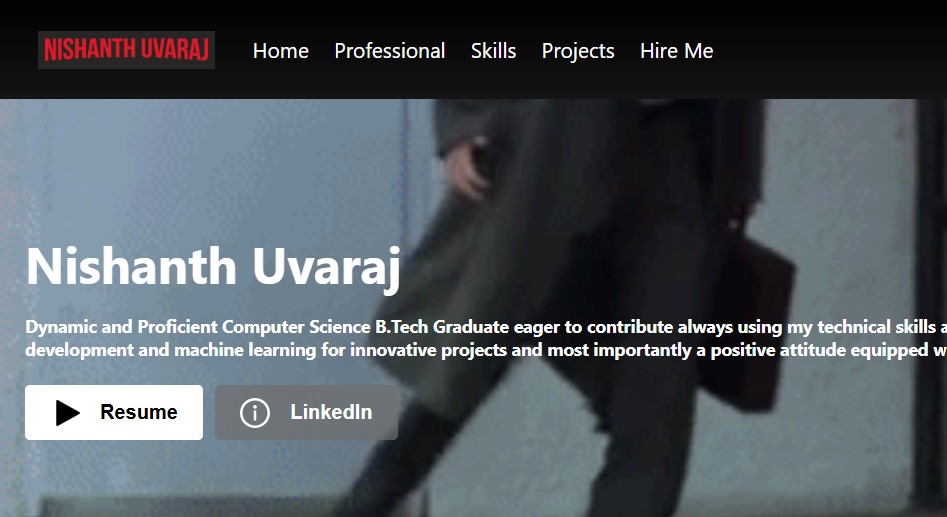 NISHANTH UVARAJ
Home Professional Skills Projects Hire Me
Nishanth Uvaraj
Dynamic and Proficient Computer Science B.Tech Graduate eager to contribute always using my technical skills
development and machine learning for innovative projects and most importantly a positive attitude equipped
Resume LinkedIn